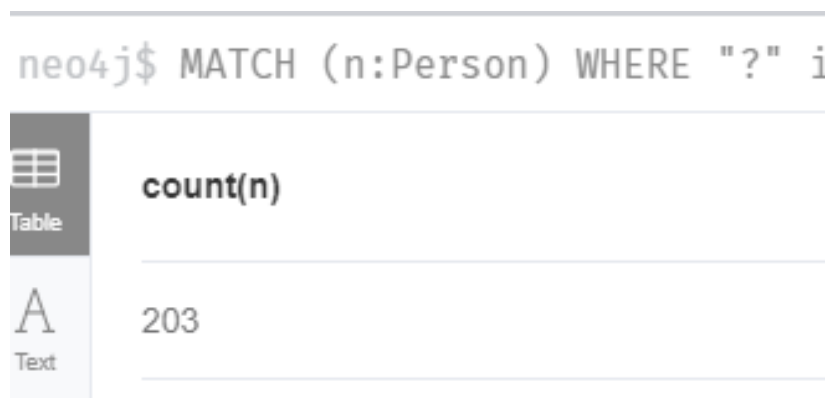 neo4j$ MATCH (n:Person) WHERE "?" i
Table
count(n)
A
Text
203